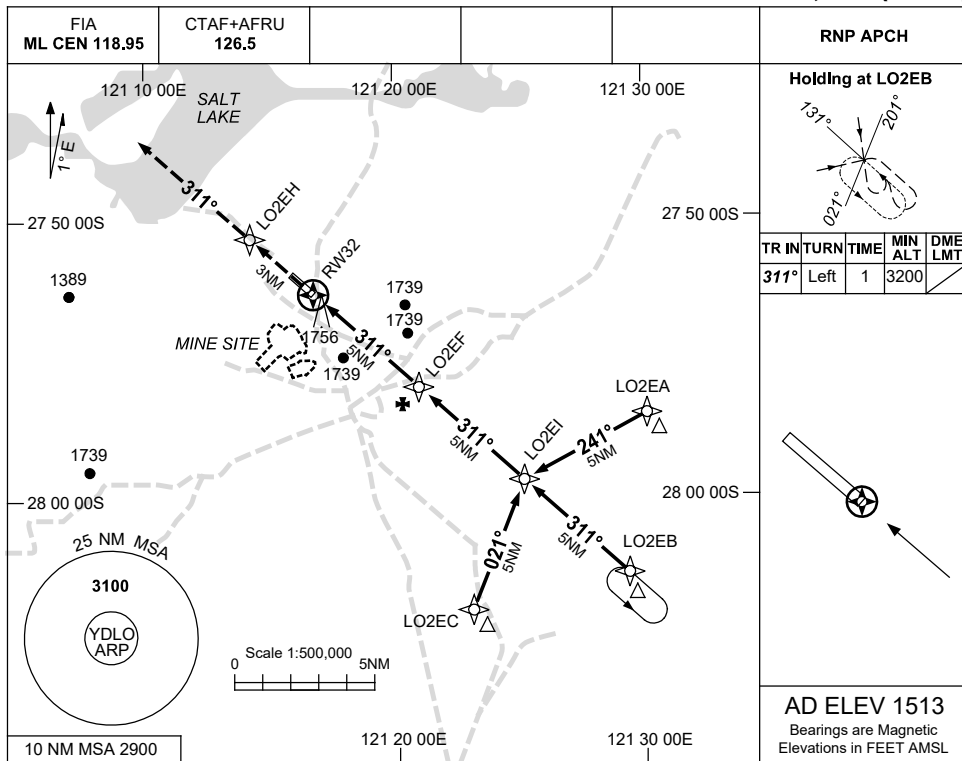 FIA
ML CEN 118.95
CTAF+AFRU
126.5
RNP APCH
121 10 00E
121 20 00E
121 30 00E
SALT
LAKE
1° E
311°
LO2EH
27 50 00S
27 50 00S
RW32
3NM
1389
1739
1739
MINE SITE
1756
1739
311°
5NM
LO2EF
LO2EA
LO2EI
311°
5NM
241°
5NM
1739
28 00 00S
28 00 00S
311°
5NM
LO2EB
021°
5NM
LO2EC
25 NM MSA
3100
YDLO
ARP
Scale 1:500,000
0
5NM
10 NM MSA 2900
121 20 00E
121 30 00E
Holding at LO2EB
131°
201°
021°
TR IN TURN TIME MIN ALT DME LMT
311° Left 1 3200
AD ELEV 1513
Bearings are Magnetic
Elevations in FEET AMSL